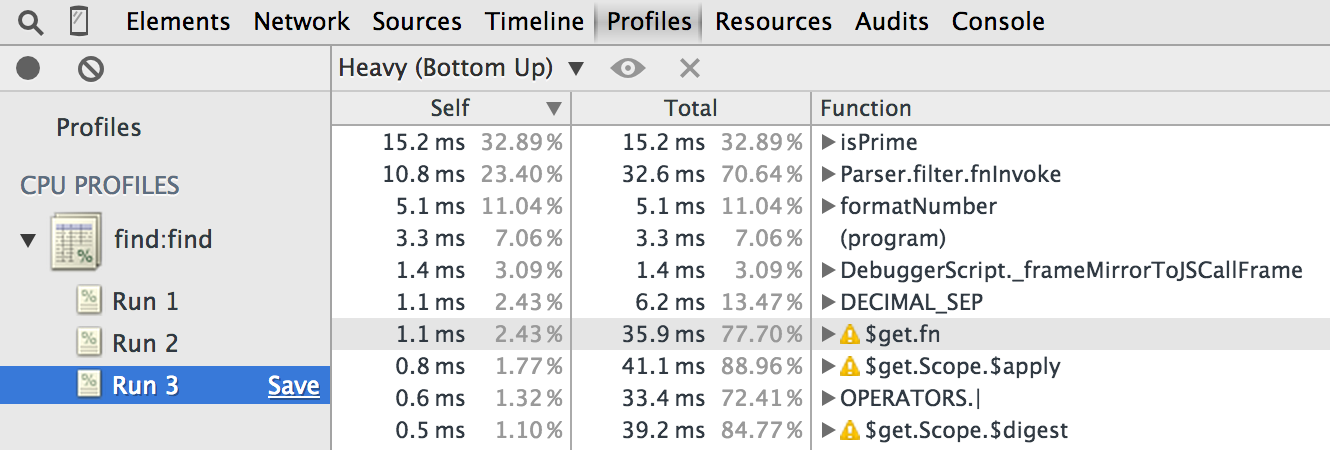 Elements Network Sources Timeline Profiles Resources Audits Console
Heavy (Bottom Up)
Profiles
CPU PROFILES
find:find
Run 1
Run 2
Run 3 Save
Self Total Function
15.2 ms 32.89 % 15.2 ms 32.89 % isPrime
10.8 ms 23.40 % 32.6 ms 70.64 % Parser.filter.fnInvoke
5.1 ms 11.04 % 5.1 ms 11.04 % formatNumber
3.3 ms 7.06 % 3.3 ms 7.06 % (program)
1.4 ms 3.09 % 1.4 ms 3.09 % DebuggerScript._frameMirrorToJSCallFrame
1.1 ms 2.43 % 6.2 ms 13.47 % DECIMAL_SEP
1.1 ms 2.43 % 35.9 ms 77.70 % $get.fn
0.8 ms 1.77 % 41.1 ms 88.96 % $get.Scope.$apply
0.6 ms 1.32 % 33.4 ms 72.41 % OPERATORS.|
0.5 ms 1.10 % 39.2 ms 84.77 % $get.Scope.$digest